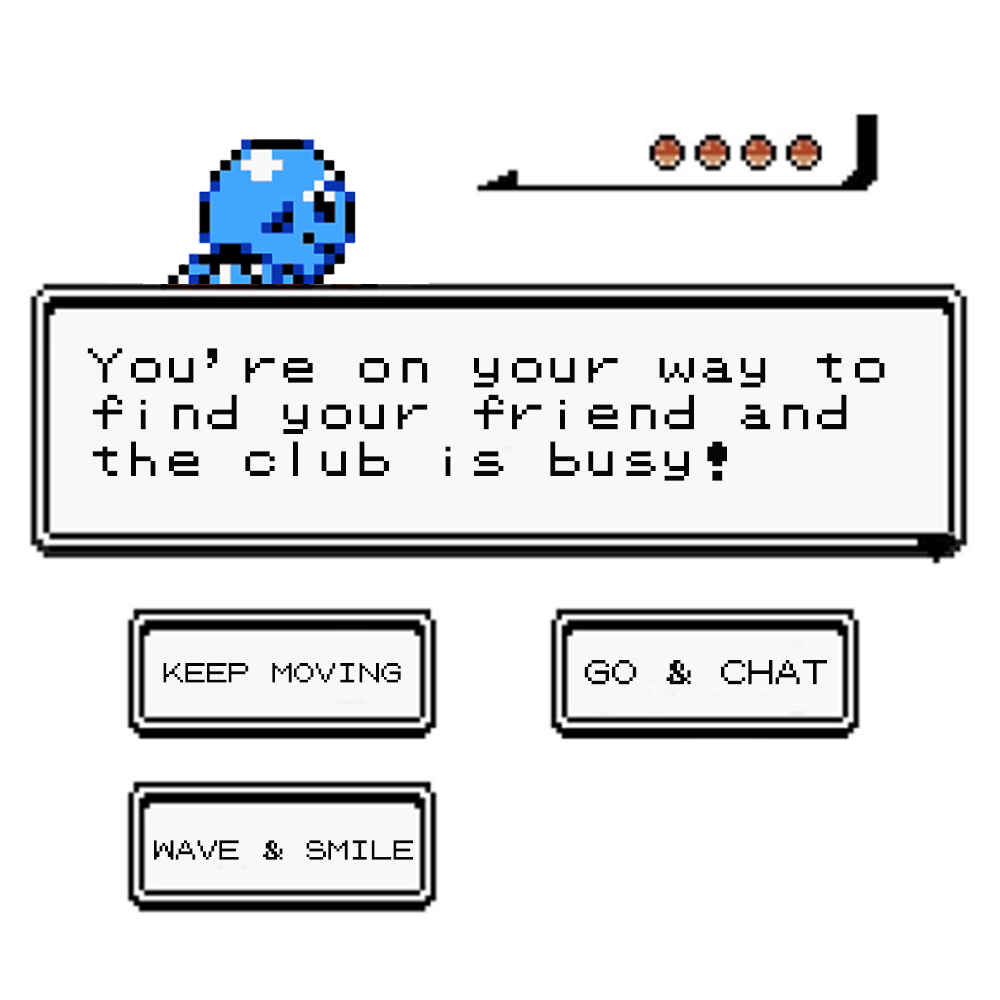 You're on your way to
find your friend and
the club is busy!
KEEP MOVING
GO & CHAT
WAVE & SMILE